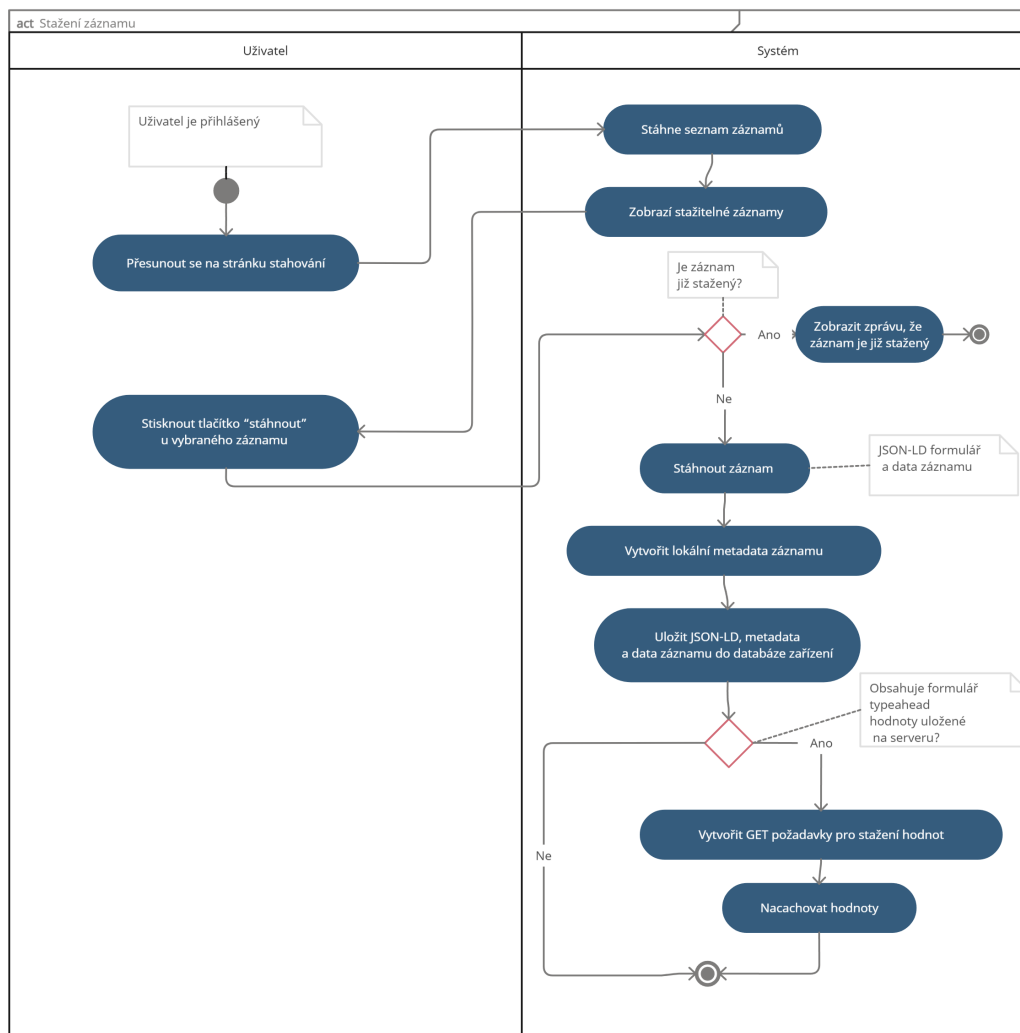 act Stažení záznamu
Uživatel
Systém
Uživatel je přihlášený
Stáhne seznam záznamů
Zobrazí stažitelné záznamy
Přesunout se na stránku stahování
Je záznam
již stažený?
Ano
Zobrazit zprávu, že
záznam je již stažený
Ne
Stisknout tlačítko “stáhnout”
u vybraného záznamu
Stáhnout záznam
JSON-LD formulář
a data záznamu
Vytvořit lokální metadata záznamu
Uložit JSON-LD, metadata
a data záznamu do databáze zařízení
Obsahuje formulář
typeahead
hodnoty uložené
na serveru?
Ano
Vytvořit GET požadavky pro stažení hodnot
Ne
Nacachovat hodnoty